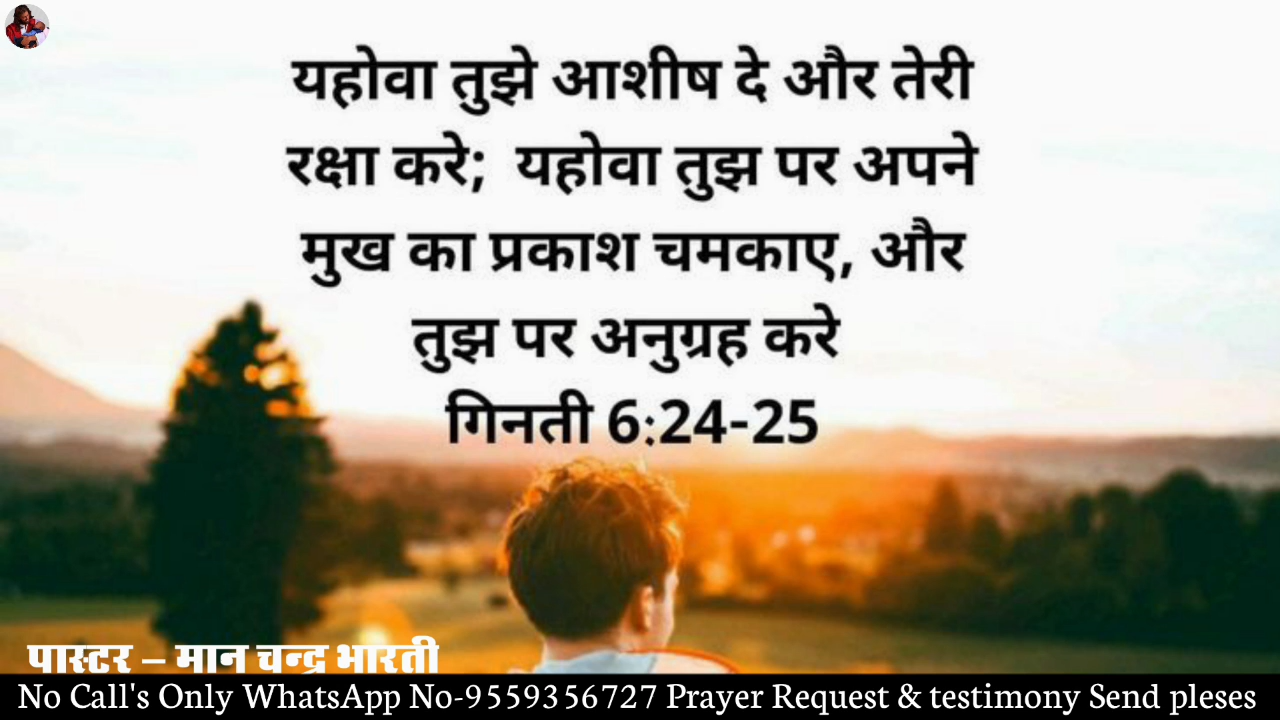 यहोवा तुझे आशीष दे और तेरी
रक्षा करे; यहोवा तुझ पर अपने
मुख का प्रकाश चमकाए, और
तुझ पर अनुग्रह करे
गिनती 6:24-25
पास्टर – मान चन्द्र भारती
No Call's Only WhatsApp No-9559356727 Prayer Request & testimony Send pleses